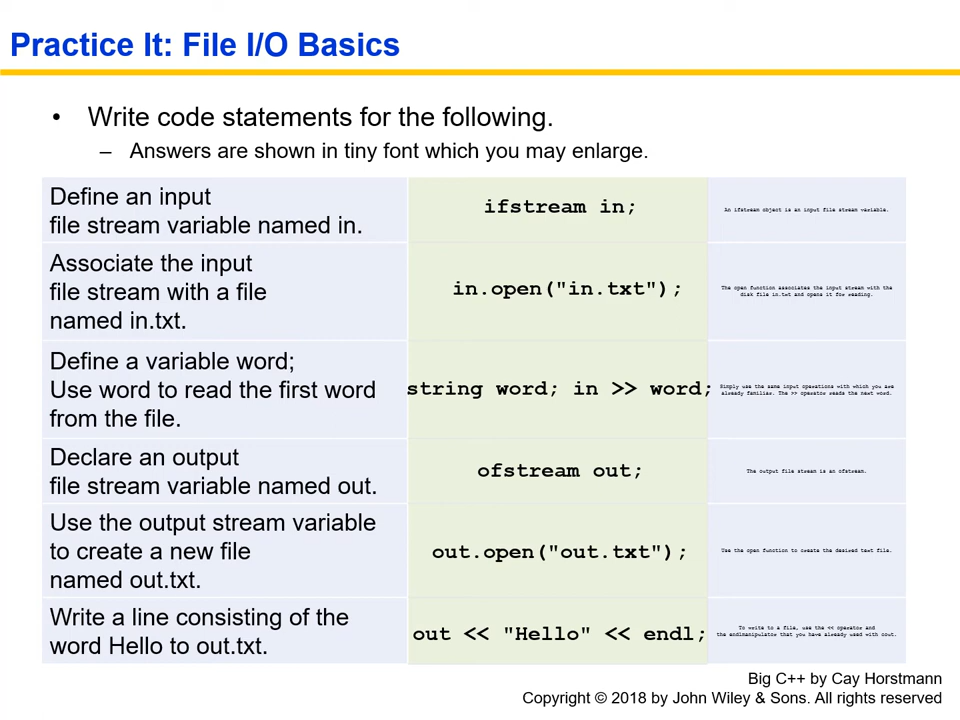 Practice It: File I/O Basics
• Write code statements for the following.
– Answers are shown in tiny font which you may enlarge.
Define an input
file stream variable named in.
ifstream in;
An ifstream object is an input file stream variable.
Associate the input
file stream with a file
named in.txt.
in.open("in.txt");
The open function associates the input stream with the
disk file in.txt and opens it for reading.
Define a variable word;
Use word to read the first word
from the file.
string word; in >> word;
Simply use the same input operations with which you are
already familiar. The >> operator reads the next word.
Declare an output
file stream variable named out.
ofstream out;
The output file stream is an ofstream.
Use the output stream variable
to create a new file
named out.txt.
out.open("out.txt");
Use the open function to create the desired text file.
Write a line consisting of the
word Hello to out.txt.
out << "Hello" << endl;
To write to a file, use the << operator and
the endlmanipulator that you have already used with cout.
Big C++ by Cay Horstmann
Copyright © 2018 by John Wiley & Sons. All rights reserved